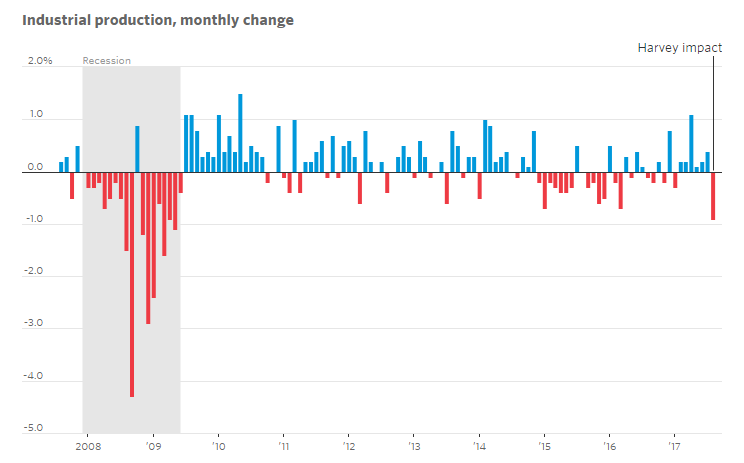 Industrial production, monthly change
Harvey impact
2.0%
Recession
1.0
0.0
-1.0
-2.0
-3.0
-4.0
-5.0
2008 '09 '10 '11 '12 '13 '14 '15 '16 '17